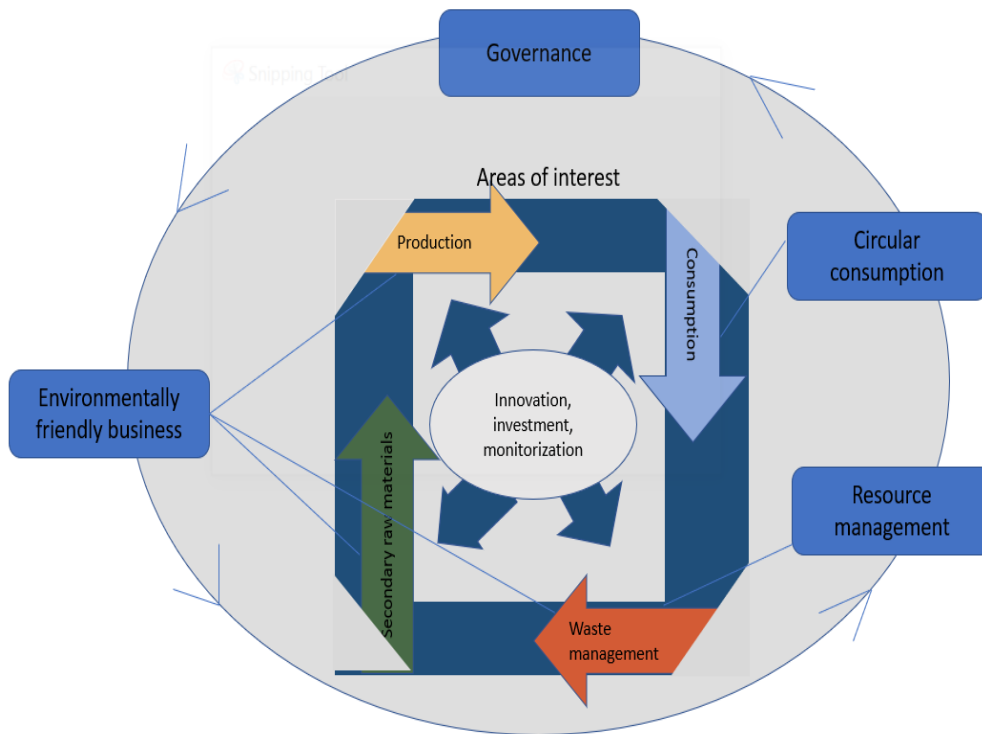 Governance
Snipping Tool
Areas of interest
Production
Consumption
Circular
consumption
Environmentally
friendly business
Innovation,
investment,
monitorization
Secondary raw materials
Resource
management
Waste
management